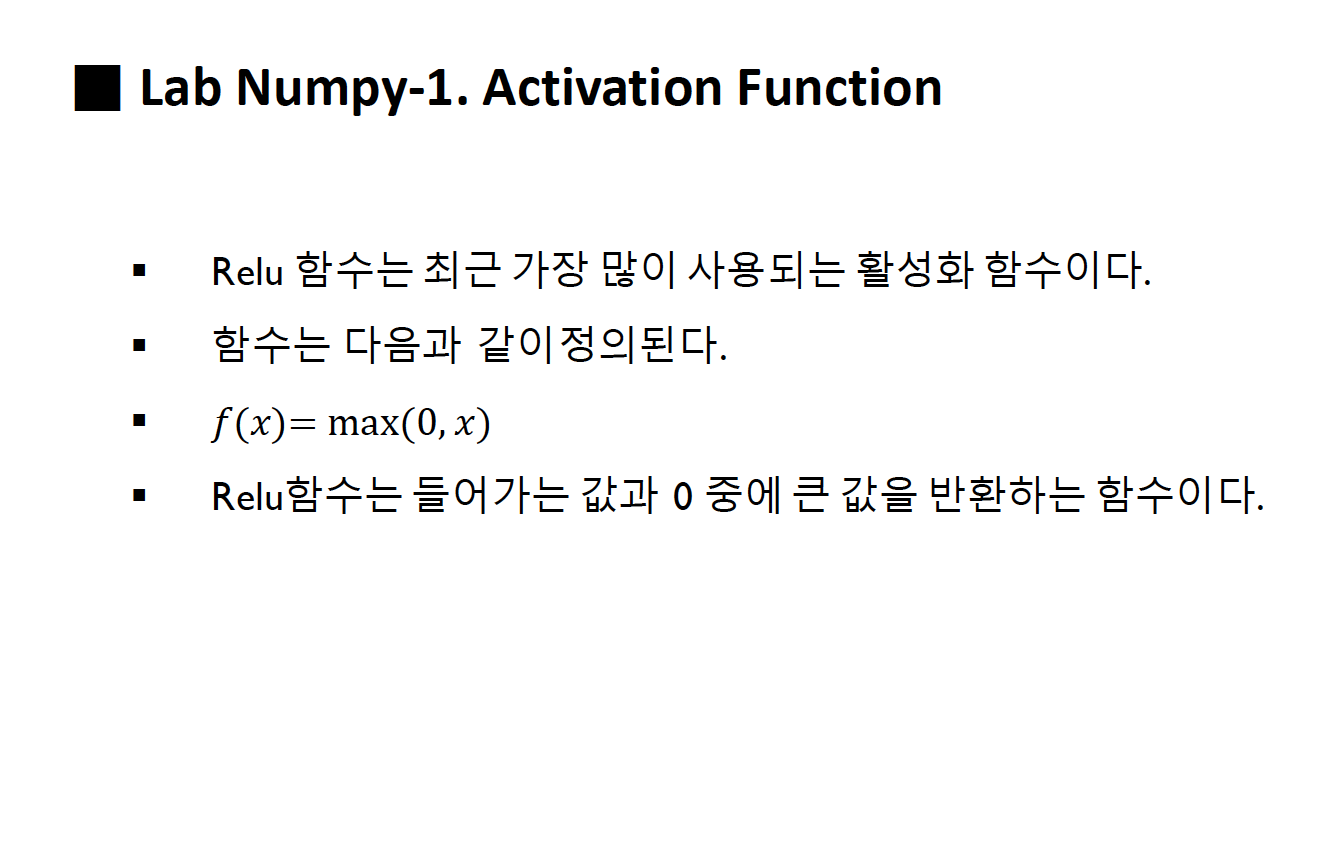 ■ Lab Numpy-1. Activation Function
▪ Relu 함수는 최근 가장 많이 사용되는 활성화 함수이다.
▪ 함수는 다음과 같이정의된다.
▪ f(x)= max(0, x)
▪ Relu함수는 들어가는 값과 0 중에 큰 값을 반환하는 함수이다.